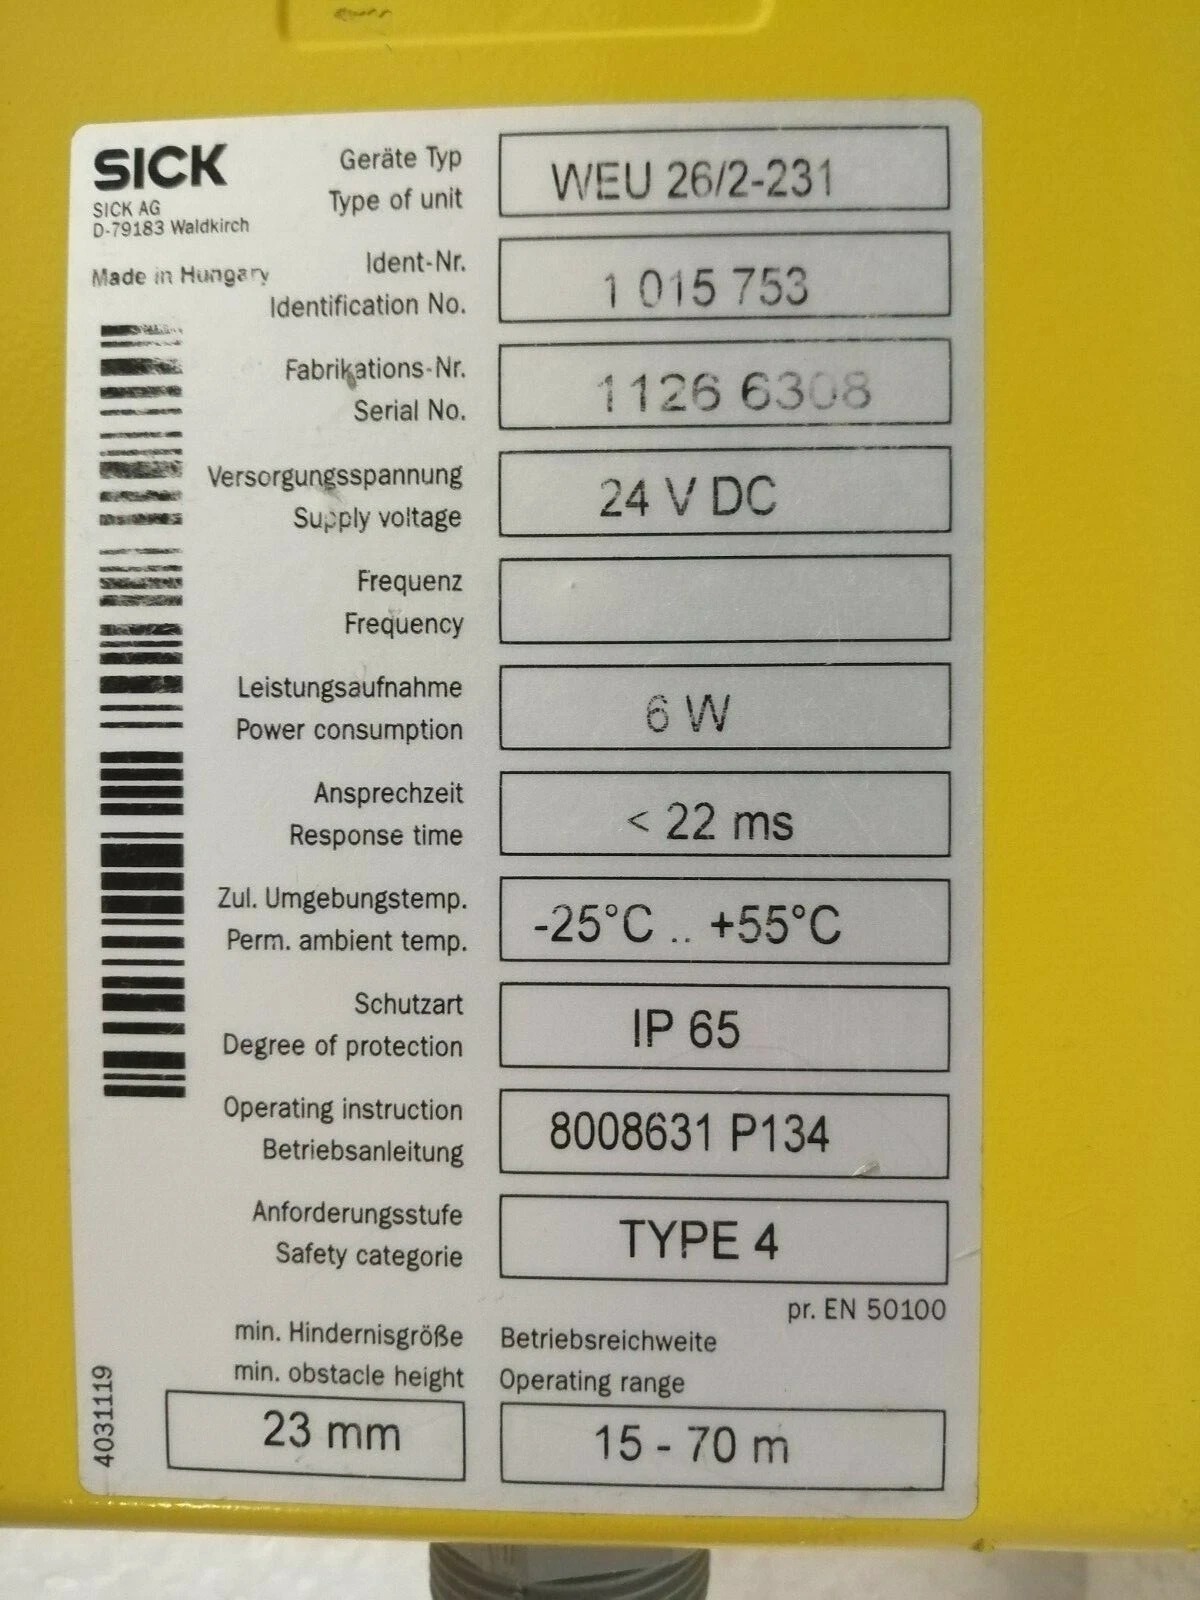 SICK
SICK AG
D-79183 Waldkirch
Made in Hungary
Geräte Typ
Type of unit
WEU 26/2-231
Ident-Nr.
Identification No.
1 015 753
Fabrikations-Nr.
Serial No.
1126 6308
Versorgungsspannung
Supply voltage
24 V DC
Frequenz
Frequency
Leistungsaufnahme
Power consumption
6 W
Ansprechzeit
Response time
< 22 ms
Zul. Umgebungstemp.
Perm. ambient temp.
-25°C .. +55°C
Schutzart
Degree of protection
IP 65
Operating instruction
Betriebsanleitung
8008631 P134
Anforderungsstufe
Safety categorie
TYPE 4
pr. EN 50100
min. Hindernisgröße
min. obstacle height
23 mm
Betriebsreichweite
Operating range
15 - 70 m
4031119